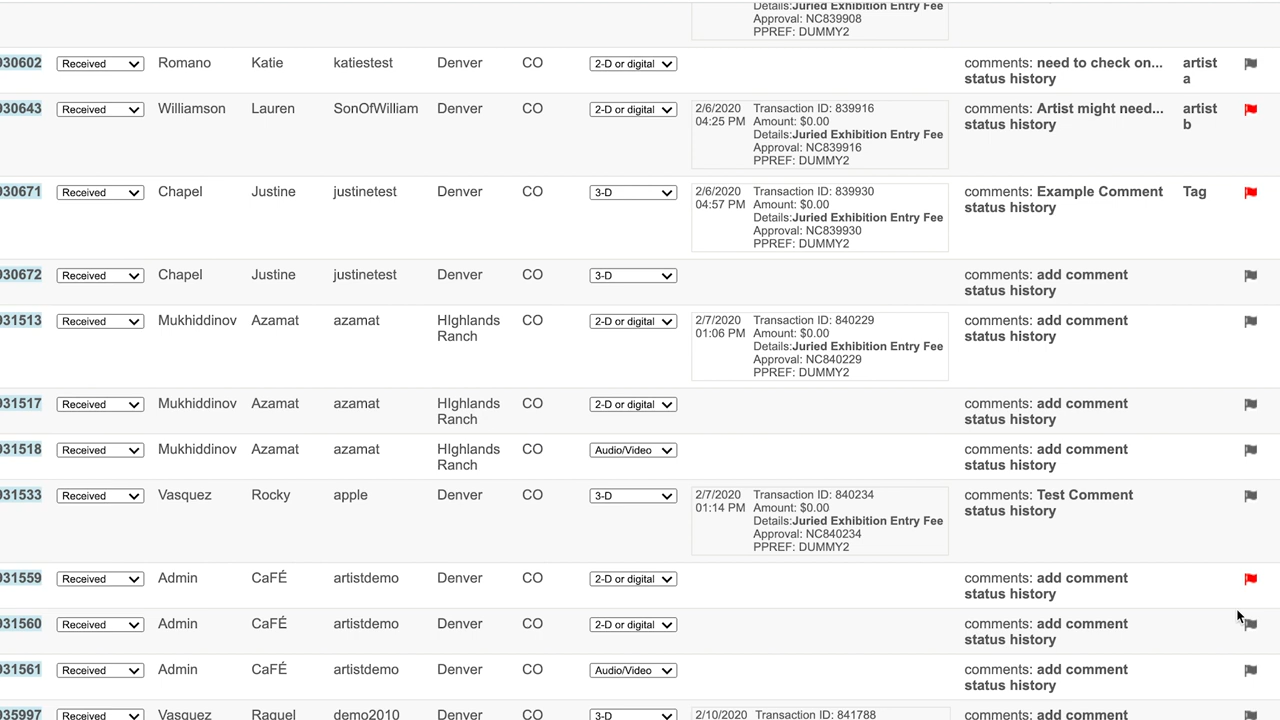 Details:Juried Exhibition Entry Fee
Approval: NC839908
PPREF: DUMMY2
930602 Received Romano Katie katiestest Denver CO 2-D or digital comments: need to check on... artist
status history a
930643 Received Williamson Lauren SonOfWilliam Denver CO 2-D or digital 2/6/2020 Transaction ID: 839916 comments: Artist might need... artist
04:25 PM Amount: $0.00 status history b
Details:Juried Exhibition Entry Fee
Approval: NC839916
PPREF: DUMMY2
930671 Received Chapel Justine justinetest Denver CO 3-D 2/6/2020 Transaction ID: 839930 comments: Example Comment Tag
04:57 PM Amount: $0.00 status history
Details:Juried Exhibition Entry Fee
Approval: NC839930
PPREF: DUMMY2
930672 Received Chapel Justine justinetest Denver CO 3-D comments: add comment
status history
931513 Received Mukhiddinov Azamat azamat HIghlands CO 2-D or digital 2/7/2020 Transaction ID: 840229 comments: add comment
Ranch 01:06 PM Amount: $0.00 status history
Details:Juried Exhibition Entry Fee
Approval: NC840229
PPREF: DUMMY2
931517 Received Mukhiddinov Azamat azamat HIghlands CO 2-D or digital comments: add comment
Ranch status history
931518 Received Mukhiddinov Azamat azamat HIghlands CO Audio/Video comments: add comment
Ranch status history
931533 Received Vasquez Rocky apple Denver CO 3-D 2/7/2020 Transaction ID: 840234 comments: Test Comment
01:14 PM Amount: $0.00 status history
Details:Juried Exhibition Entry Fee
Approval: NC840234
PPREF: DUMMY2
931559 Received Admin CaFÉ artistdemo Denver CO 2-D or digital comments: add comment
status history
931560 Received Admin CaFÉ artistdemo Denver CO 2-D or digital comments: add comment
status history
931561 Received Admin CaFÉ artistdemo Denver CO Audio/Video comments: add comment
status history
935997 Received Vasquez Raquel demo2010 Denver CO 3-D 2/10/2020 Transaction ID: 841788 comments: add comment